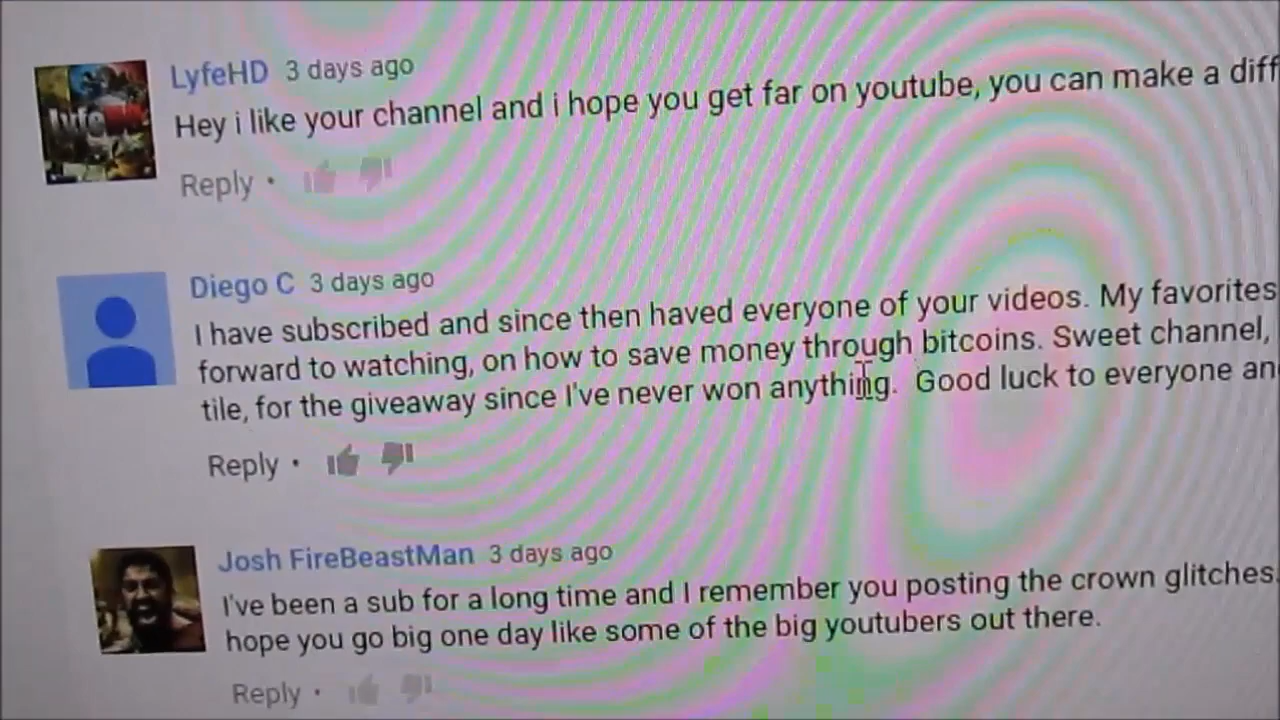 LyfeHD 3 days ago
Hey i like your channel and i hope you get far on youtube, you can make a diff
Reply •
Diego C 3 days ago
I have subscribed and since then haved everyone of your videos. My favorites
forward to watching, on how to save money through bitcoins. Sweet channel,
tile, for the giveaway since I've never won anything. Good luck to everyone an
Reply •
Josh FireBeastMan 3 days ago
I've been a sub for a long time and I remember you posting the crown glitches
hope you go big one day like some of the big youtubers out there.
Reply •